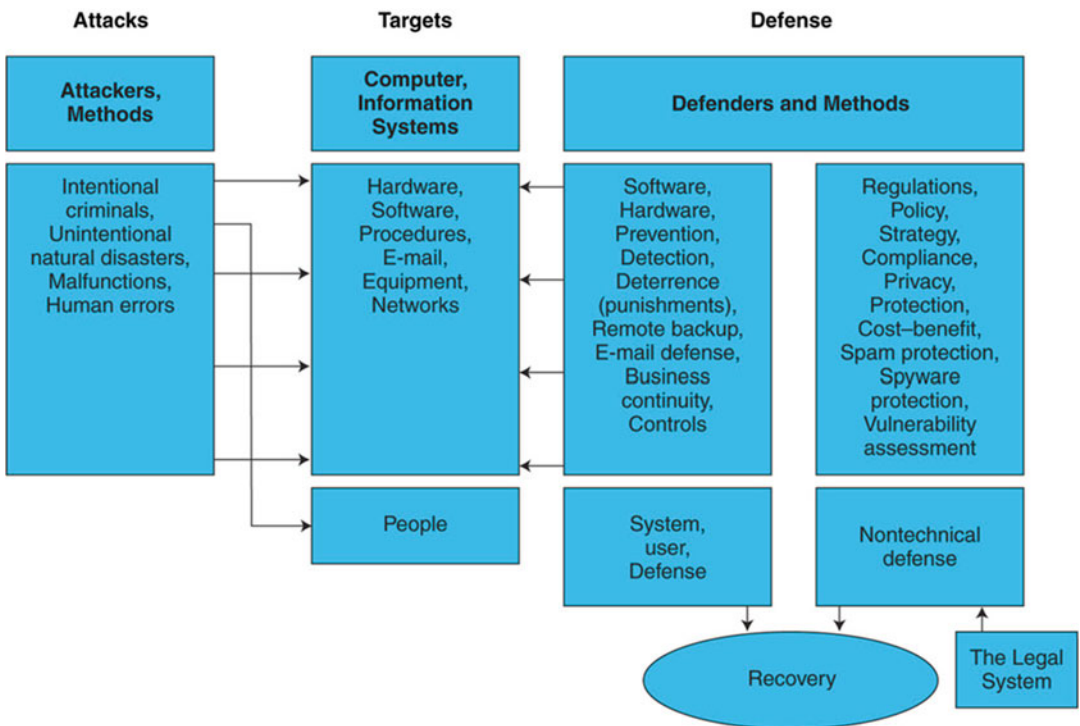 Attacks
Targets
Defense
Attackers,
Methods
Computer,
Information
Systems
Defenders and Methods
Intentional
criminals,
Unintentional
natural disasters,
Malfunctions,
Human errors
Hardware,
Software,
Procedures,
E-mail,
Equipment,
Networks
Software,
Hardware,
Prevention,
Detection,
Deterrence
(punishments),
Remote backup,
E-mail defense,
Business
continuity,
Controls
Regulations,
Policy,
Strategy,
Compliance,
Privacy,
Protection,
Cost–benefit,
Spam protection,
Spyware
protection,
Vulnerability
assessment
People
System,
user,
Defense
Nontechnical
defense
Recovery
The Legal
System